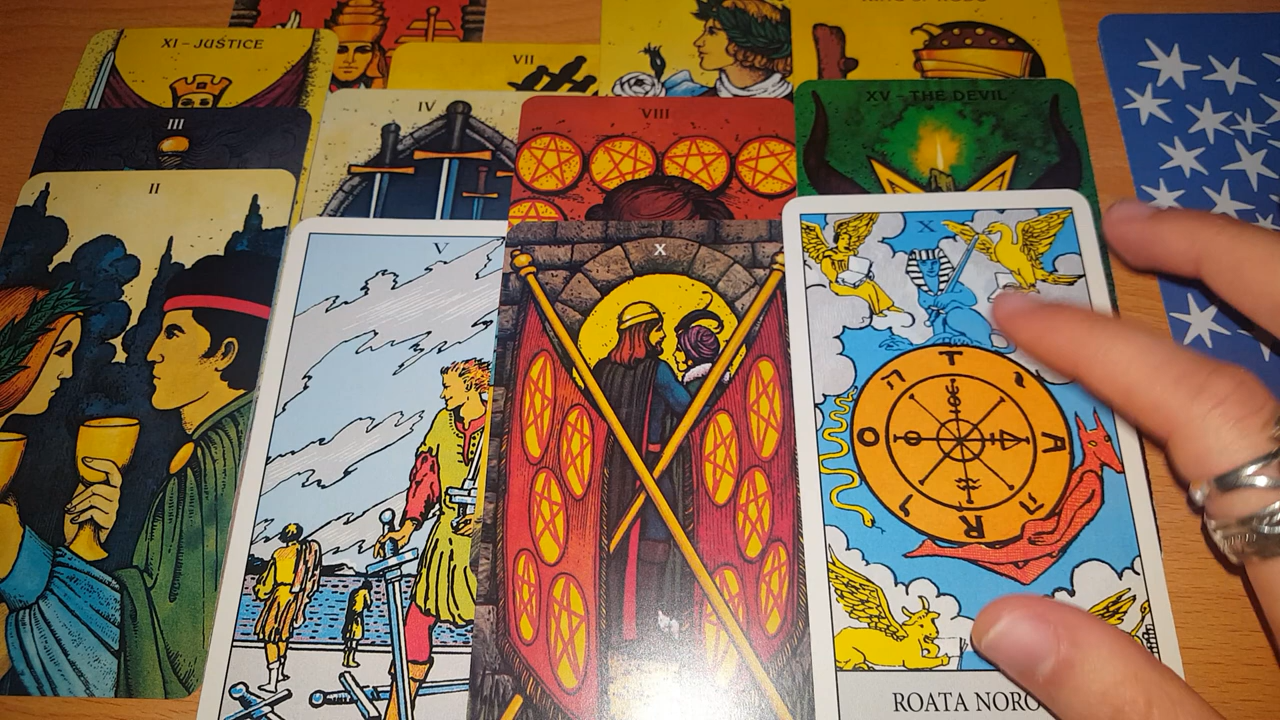 XI – JUSTICE
VII
III
IV
VIII
XV – THE DEVIL
II
V
X
X
T
A
R
O
ROATA NORO